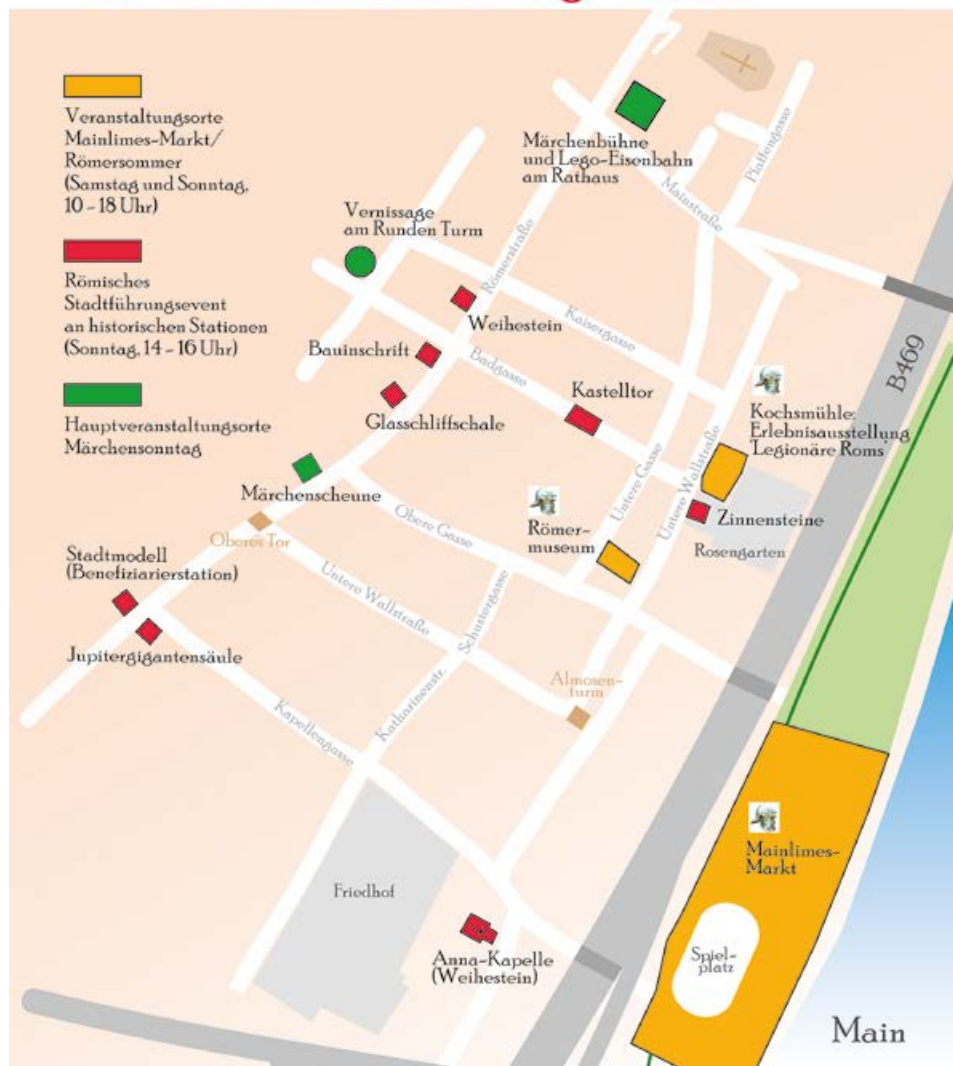 Veranstaltungsorte
Mainlimes-Markt/
Römersommer
(Samstag und Sonntag,
10 - 18 Uhr)
Römisches
Stadtführungsevent
an historischen Stationen
(Sonntag, 14 - 16 Uhr)
Hauptveranstaltungsorte
Märchensonntag
Märchenbühne
und Lego-Eisenbahn
am Rathaus
Pfaffengasse
Mainstraße
Vernissage
am Runden Turm
Römerstraße
Weihestein
Kaisergasse
Bauinschrift
Badgasse
Glasschliffschale
Kastelltor
B469
Kochsmühle:
Erlebnisausstellung
'Legionäre Roms'
Märchenscheune
Oberes Tor
Obere Gasse
Römer-
museum
Untere Gasse
Untere Wallstraße
Zinnensteine
Rosengarten
Stadtmodell
(Benefiziarierstation)
Jupitergigantensäule
Untere Wallstraße
Schustergasse
Katharinenstr.
Almosen-
turm
Kapellengasse
Mainlimes-
Markt
Friedhof
Spiel-
platz
Anna-Kapelle
(Weihestein)
Main